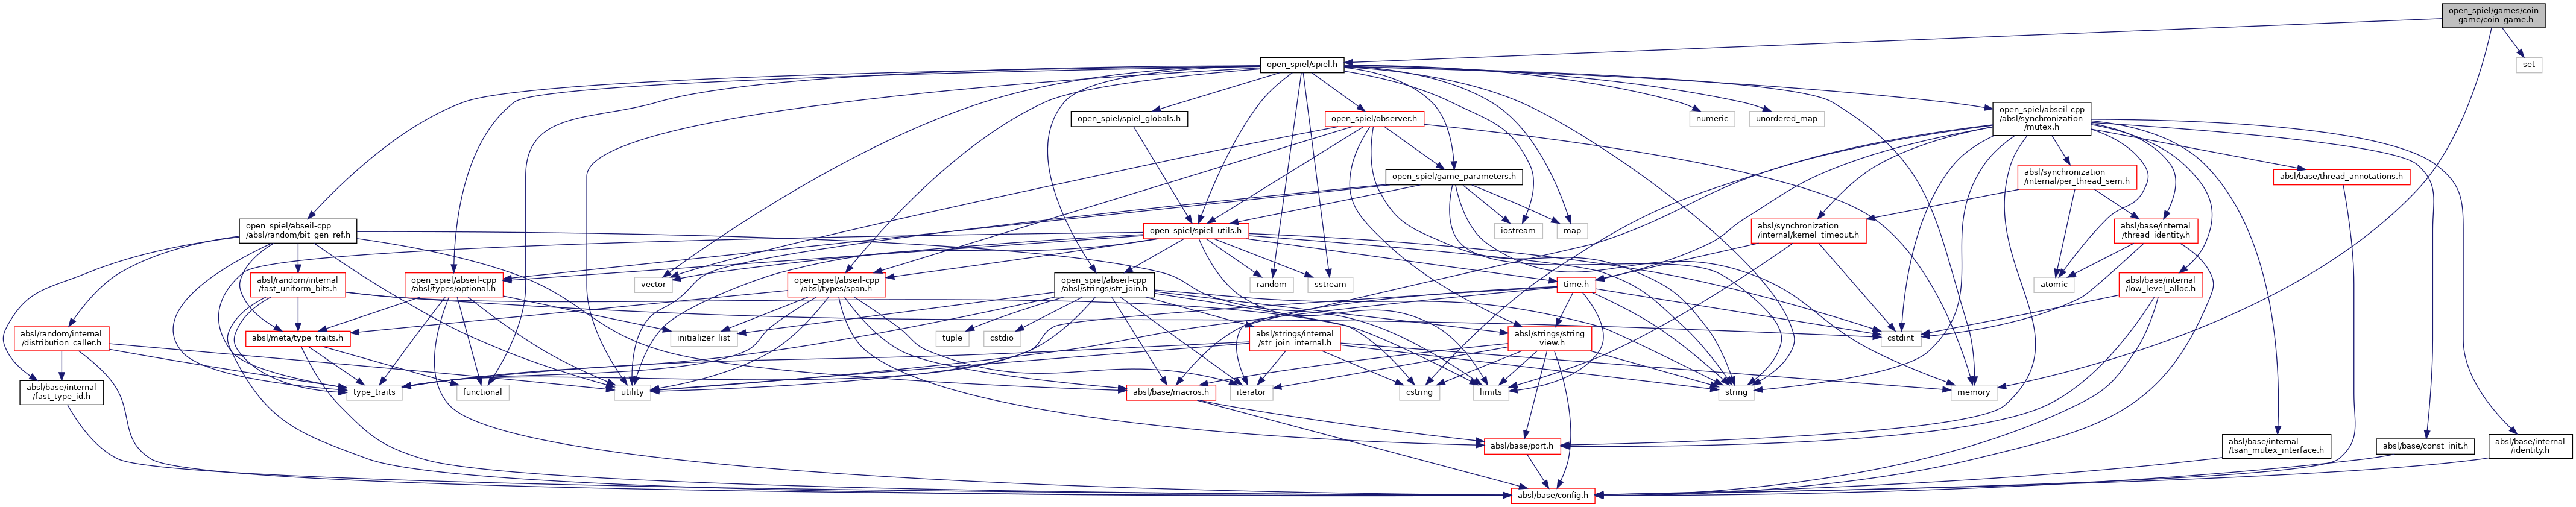 open_spiel/games/coin
_game/coin_game.h
open_spiel/spiel.h
set
open_spiel/spiel_globals.h
open_spiel/observer.h
numeric
unordered_map
open_spiel/abseil-cpp
/absl/synchronization
/mutex.h
open_spiel/game_parameters.h
absl/synchronization
/internal/per_thread_sem.h
absl/base/thread_annotations.h
open_spiel/abseil-cpp
/absl/random/bit_gen_ref.h
open_spiel/spiel_utils.h
iostream
map
absl/synchronization
/internal/kernel_timeout.h
absl/base/internal
/thread_identity.h
absl/random/internal
/fast_uniform_bits.h
open_spiel/abseil-cpp
/absl/types/optional.h
vector
open_spiel/abseil-cpp
/absl/types/span.h
open_spiel/abseil-cpp
/absl/strings/str_join.h
random
sstream
time.h
atomic
absl/base/internal
/low_level_alloc.h
absl/random/internal
/distribution_caller.h
absl/meta/type_traits.h
initializer_list
tuple
cstdio
absl/strings/internal
/str_join_internal.h
absl/strings/string
_view.h
cstdint
absl/base/internal
/fast_type_id.h
type_traits
functional
utility
absl/base/macros.h
iterator
cstring
limits
string
memory
absl/base/port.h
absl/base/internal
/tsan_mutex_interface.h
absl/base/const_init.h
absl/base/internal
/identity.h
absl/base/config.h